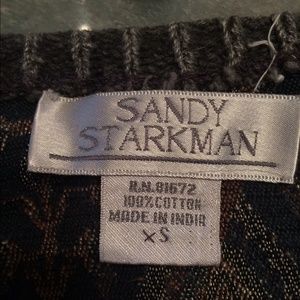 SANDY
STARKMAN
R.N. 81672
100% COTTON
MADE IN INDIA
XS